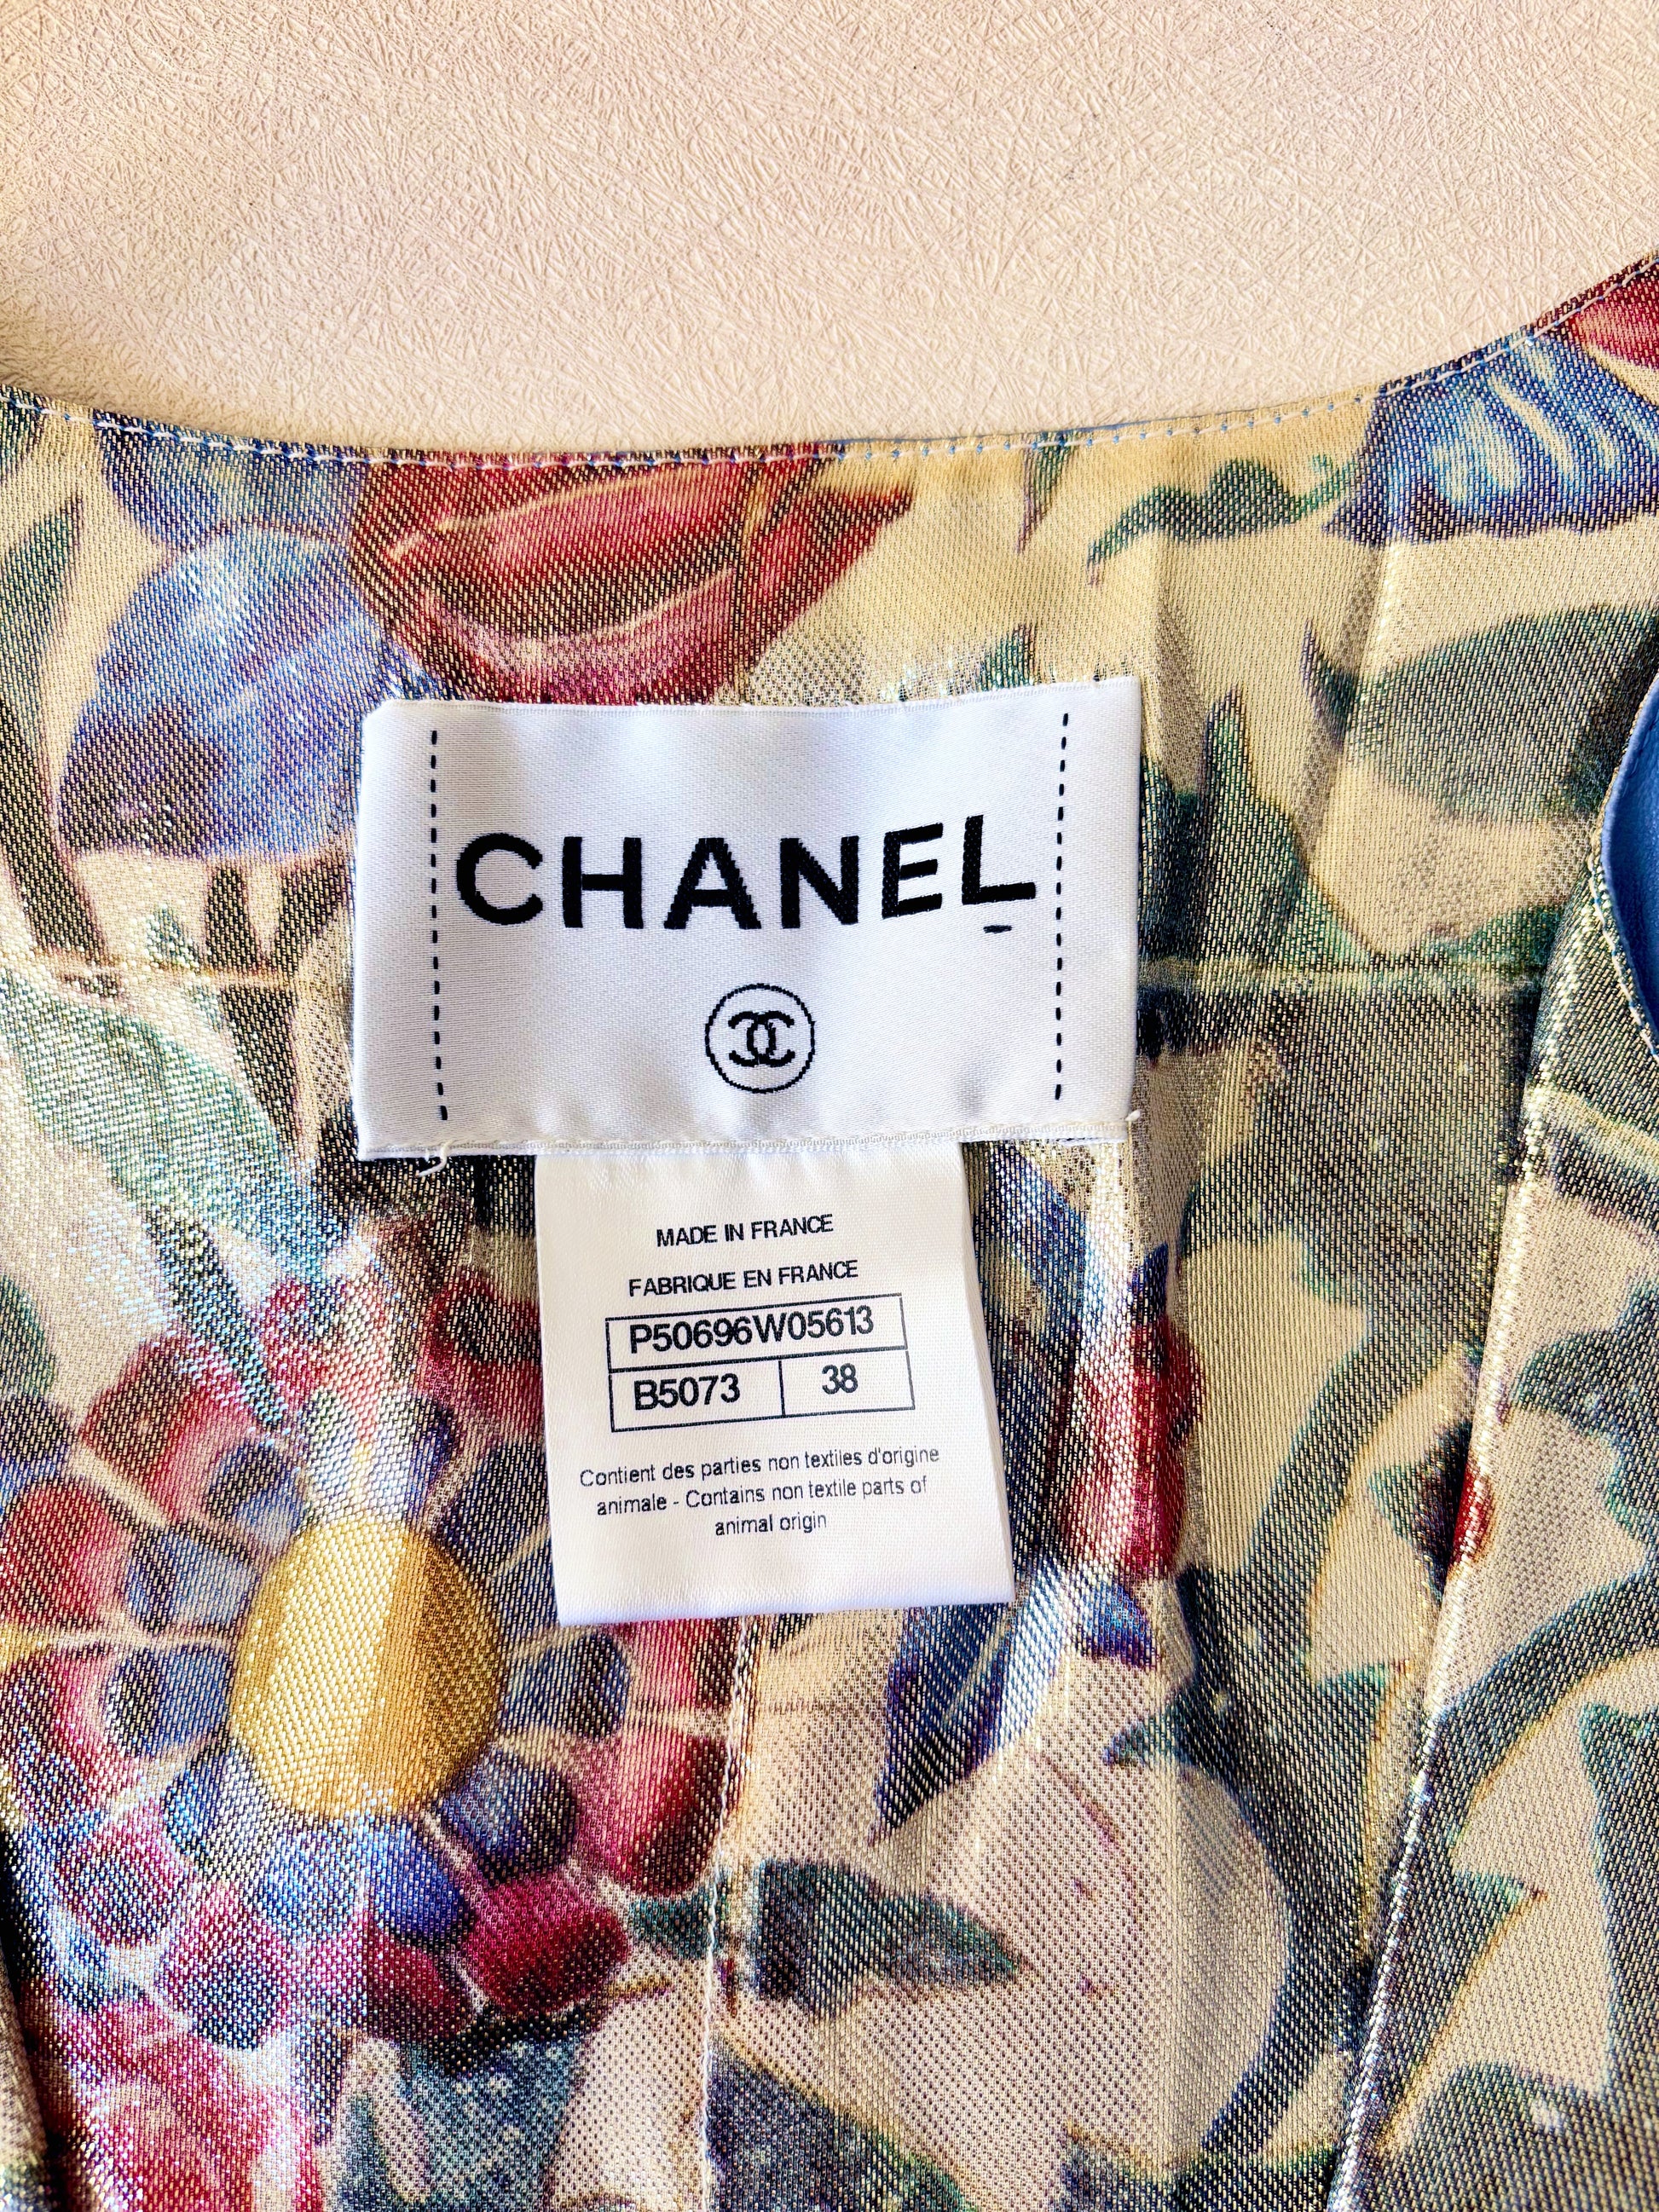 CHANEL
MADE IN FRANCE
FABRIQUE EN FRANCE
P50696W05613
B5073 38
Contient des parties non textiles d'origine
animale - Contains non textile parts of
animal origin